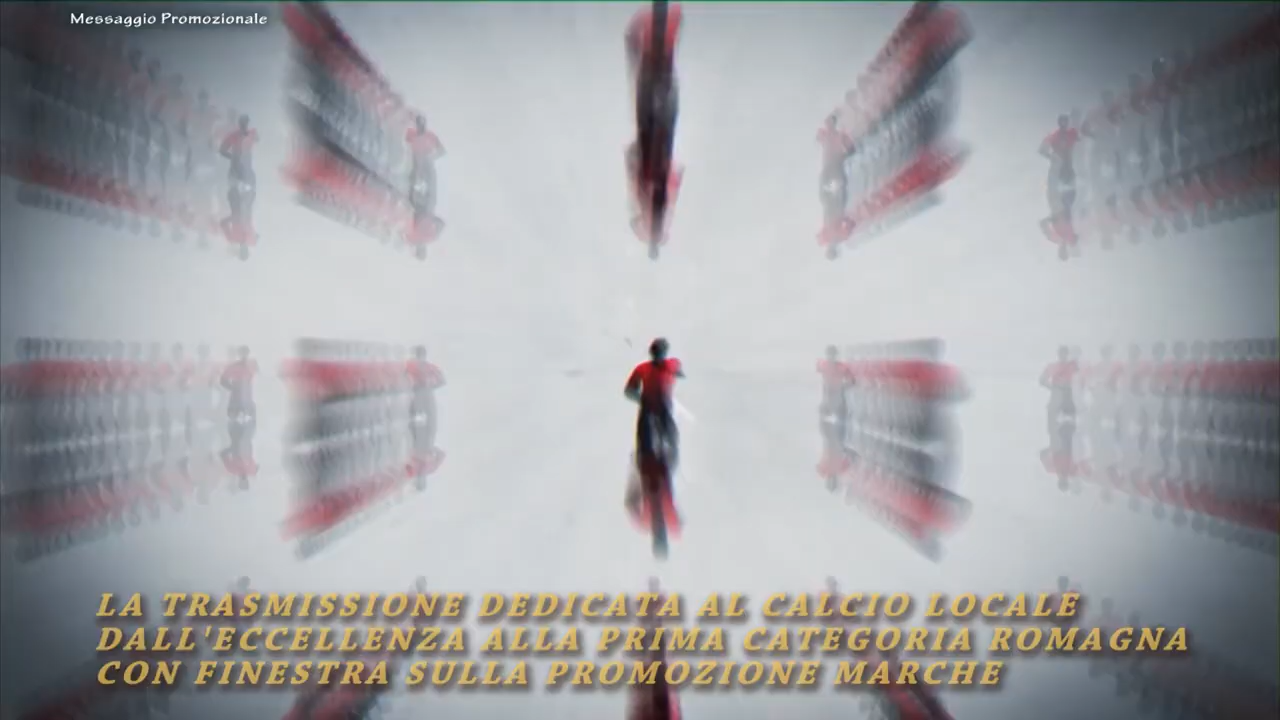 Messaggio Promozionale
LA TRASMISSIONE DEDICATA AL CALCIO LOCALE
DALL'ECCELLENZA ALLA PRIMA CATEGORIA ROMAGNA
CON FINESTRA SULLA PROMOZIONE MARCHE